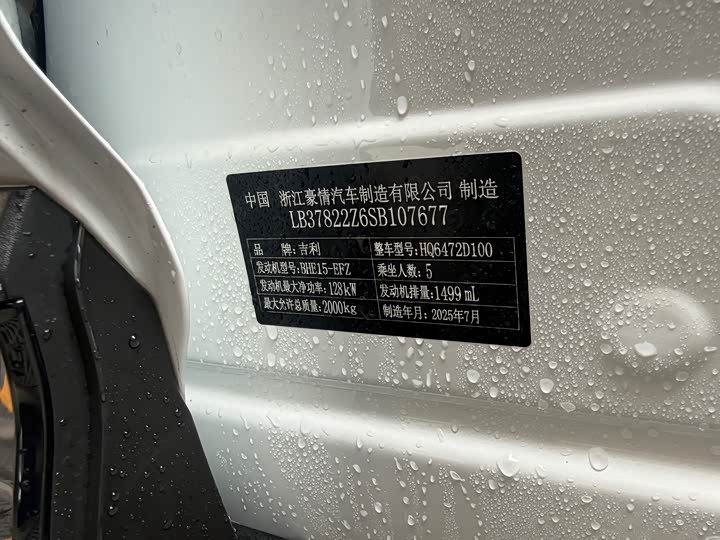 中国 浙江豪情汽车制造有限公司 制造
LB37822Z6SB107677
品 牌:吉利 整车型号:HQ6472D100
发动机型号:BHE15-EFZ 乘坐人数:5
发动机最大净功率:128kW 发动机排量:1499mL
最大允许总质量:2000kg 制造年月:2025年7月